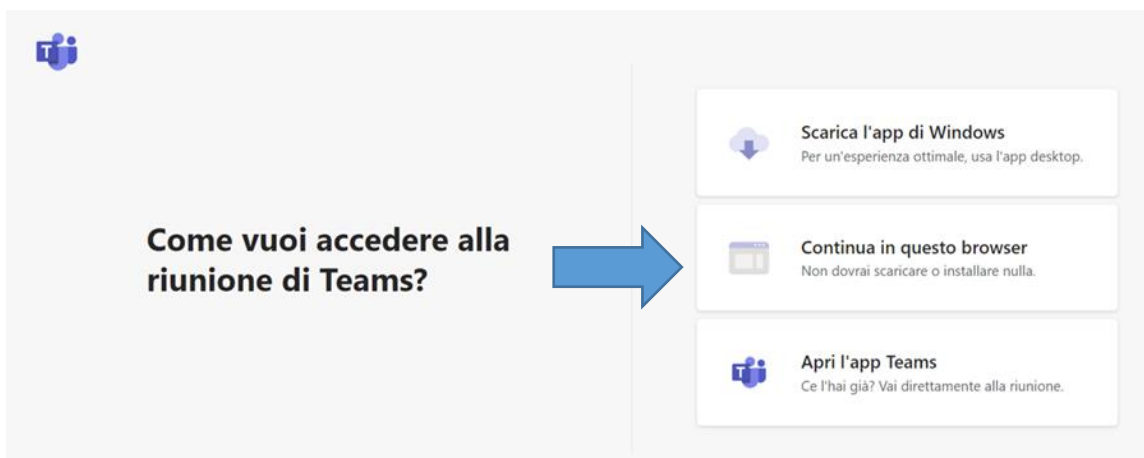 T
Come vuoi accedere alla
riunione di Teams?
Scarica l'app di Windows
Per un'esperienza ottimale, usa l'app desktop.
Continua in questo browser
Non dovrai scaricare o installare nulla.
T
Apri l'app Teams
Ce l'hai già? Vai direttamente alla riunione.